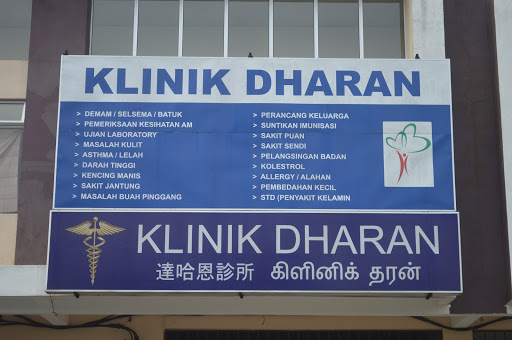 KLINIK DHARAN
> DEMAM / SELSEMA / BATUK
> PEMERIKSAAN KESIHATAN AM
> UJIAN LABORATORY
> MASALAH KULIT
> ASTHMA / LELAH
> DARAH TINGGI
> KENCING MANIS
> SAKIT JANTUNG
> MASALAH BUAH PINGGANG
> PERANCANG KELUARGA
> SUNTIKAN IMUNISASI
> SAKIT PUAN
> SAKIT SENDI
> PELANGSINGAN BADAN
> KOLESTROL
> ALLERGY / ALAHAN
> PEMBEDAHAN KECIL
> STD (PENYAKIT KELAMIN
KLINIK DHARAN
達哈恩診所 கிளினிக் தரன்